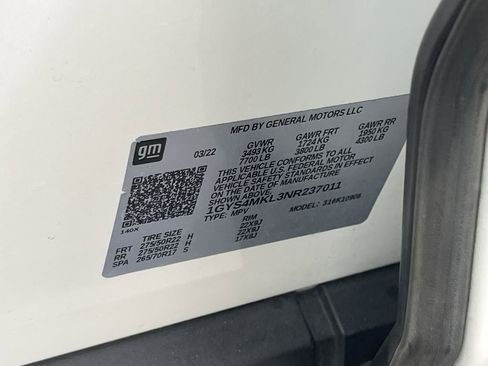 gm
MFD BY GENERAL MOTORS LLC
03/22 GVWR GAWR FRT GAWR RR
3493 KG 1724 KG 1950 KG
7700 LB 3800 LB 4300 LB
THIS VEHICLE CONFORMS TO ALL
APPLICABLE U.S. FEDERAL MOTOR
VEHICLE SAFETY STANDARDS IN EFFECT
ON THE DATE OF MANUFACTURE
SHOWN ABOVE.
1GYS4MKL3NR237011
TYPE: MPV MODEL: 316K10906
140X
TIRE SIZE RIM
FRT 275/50R22 H 22X9J
RR 275/50R22 H 22X9J
SPA 265/70R17 S 17X8J